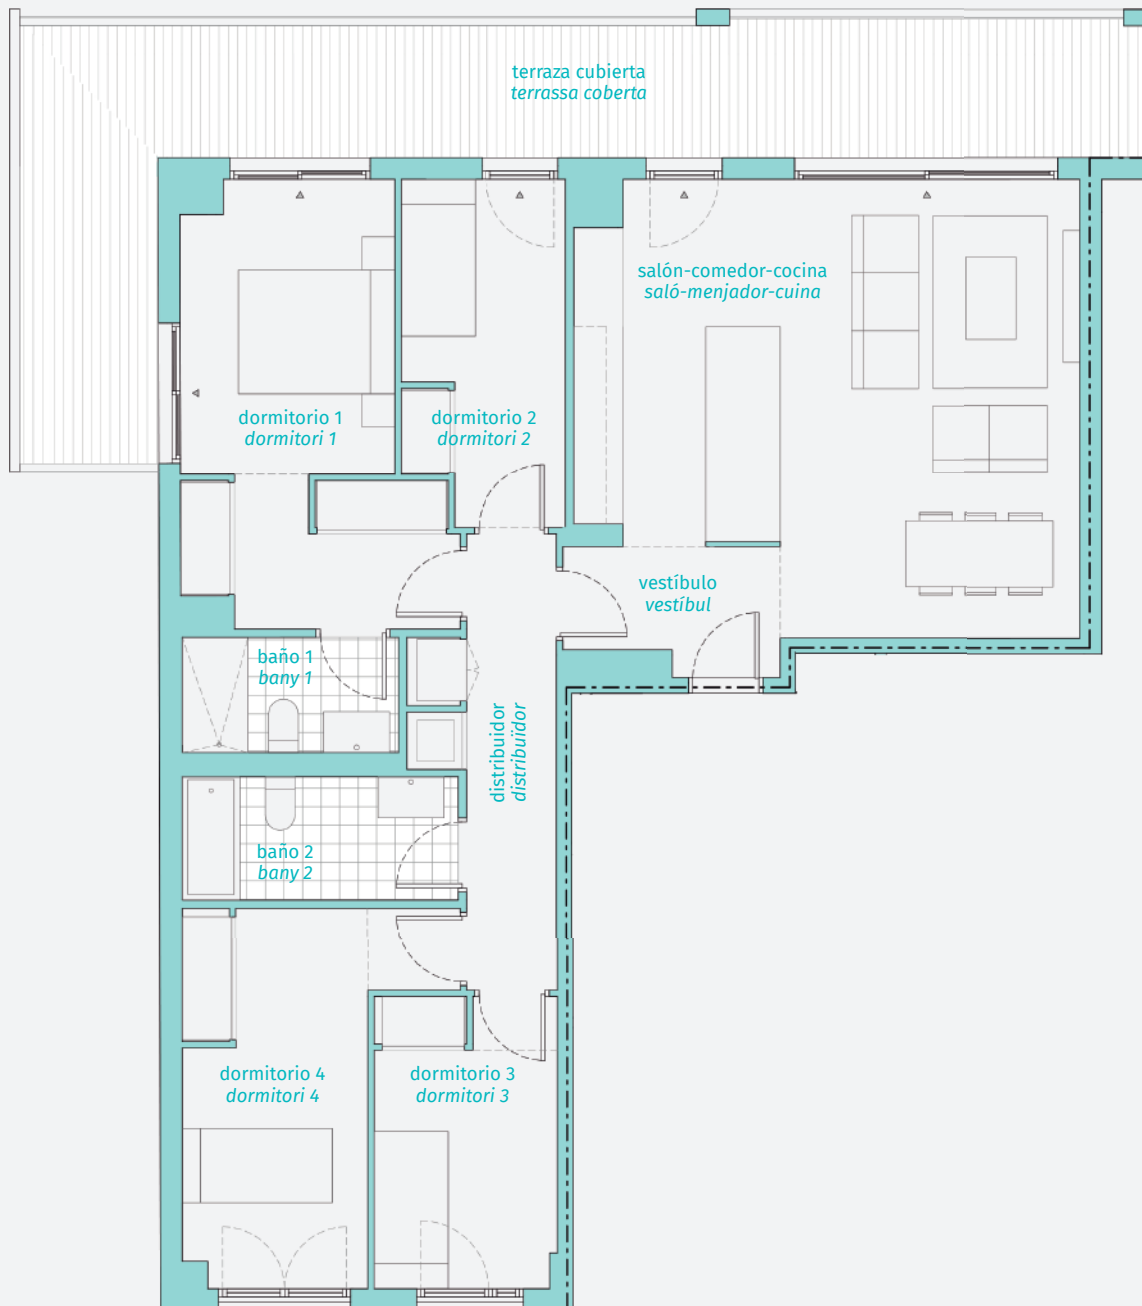 terraza cubierta
terrassa coberta
salón-comedor-cocina
saló-menjador-cuina
dormitorio 1
dormitori 1
dormitorio 2
dormitori 2
vestíbulo
vestíbul
baño 1
bany 1
distribuidor
distribuïdor
baño 2
bany 2
dormitorio 4
dormitori 4
dormitorio 3
dormitori 3